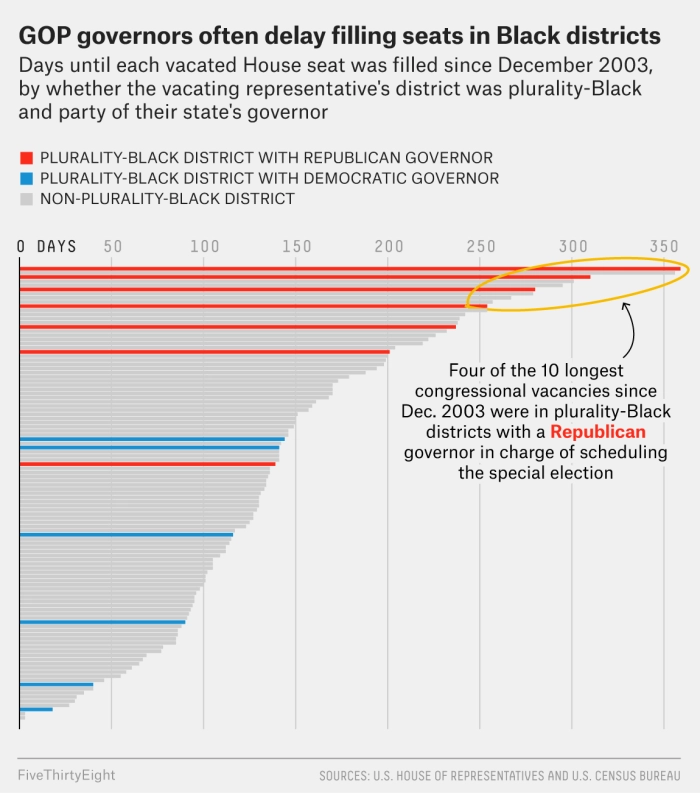 GOP governors often delay filling seats in Black districts
Days until each vacated House seat was filled since December 2003,
by whether the vacating representative's district was plurality-Black
and party of their state's governor
PLURALITY-BLACK DISTRICT WITH REPUBLICAN GOVERNOR
PLURALITY-BLACK DISTRICT WITH DEMOCRATIC GOVERNOR
NON-PLURALITY-BLACK DISTRICT
0 DAYS 50 100 150 200 250 300 350
Four of the 10 longest
congressional vacancies since
Dec. 2003 were in plurality-Black
districts with a Republican
governor in charge of scheduling
the special election
FiveThirtyEight
SOURCES: U.S. HOUSE OF REPRESENTATIVES AND U.S. CENSUS BUREAU